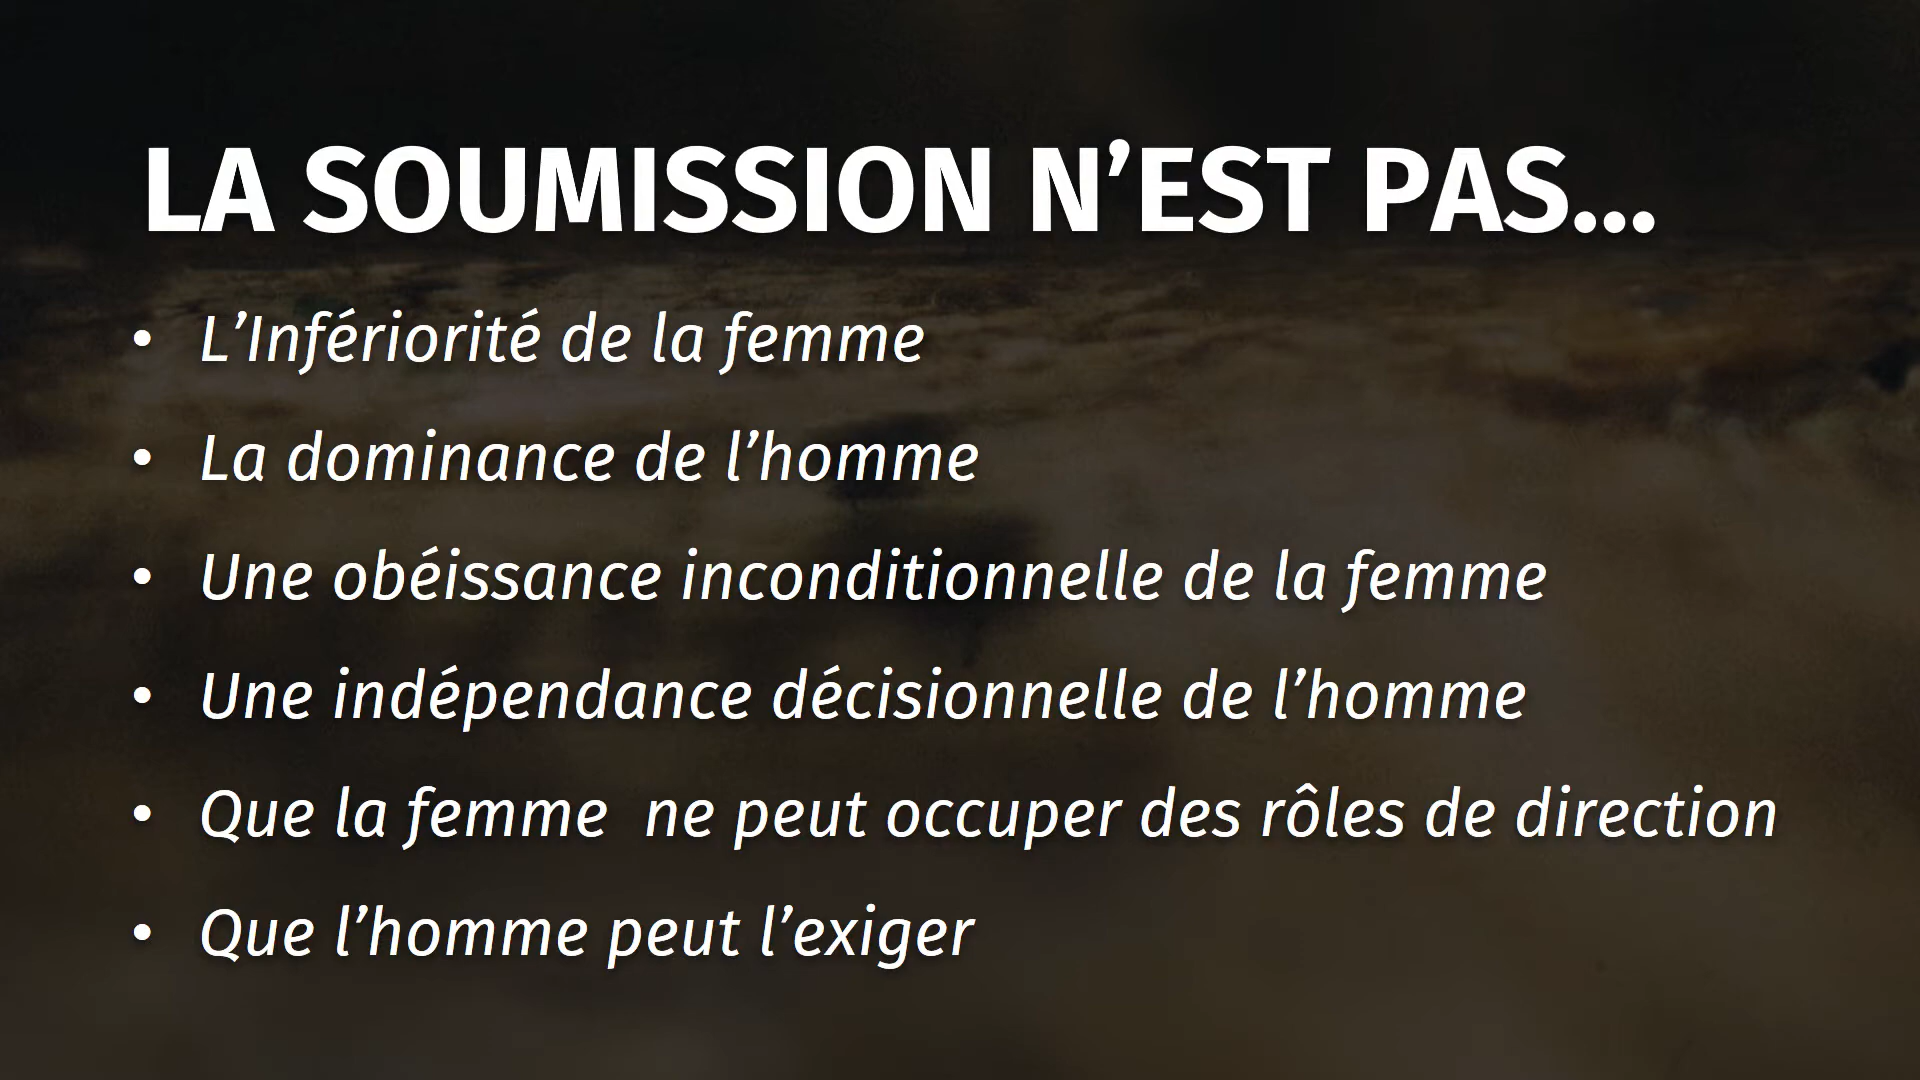 LA SOUMISSION N’EST PAS...
• L’Infériorité de la femme
• La dominance de l’homme
• Une obéissance inconditionnelle de la femme
• Une indépendance décisionnelle de l’homme
• Que la femme  ne peut occuper des rôles de direction
• Que l’homme peut l’exiger